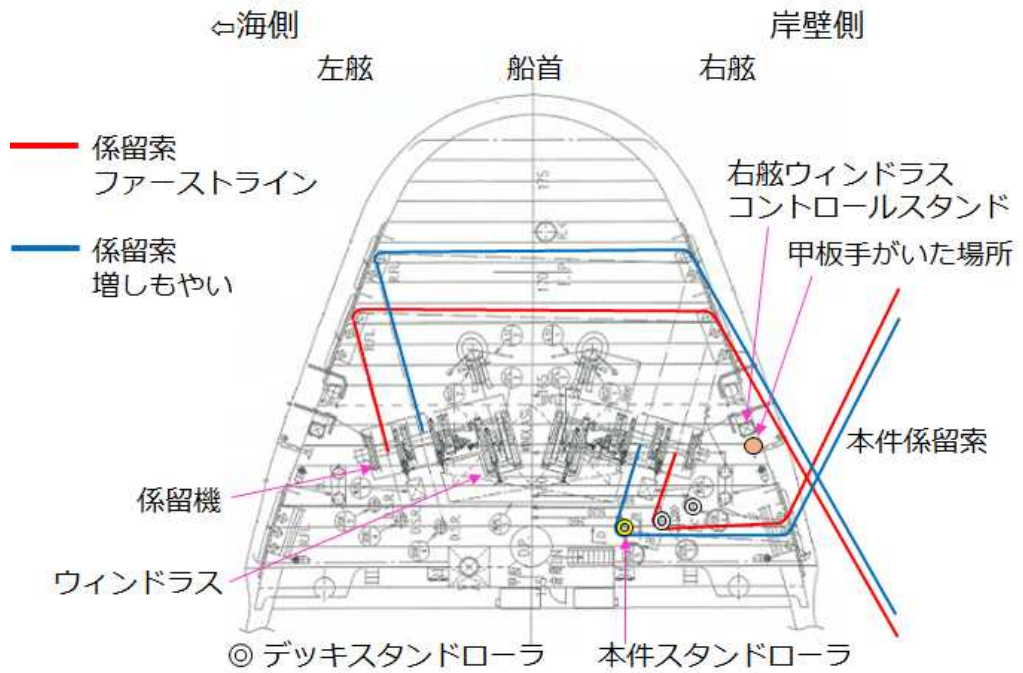 ⇦海側
岸壁側
左舷
船首
右舷
係留索
ファーストライン
右舷ウィンドラス
コントロールスタンド
係留索
増しもやい
甲板手がいた場所
本件係留索
係留機
ウィンドラス
◎ デッキスタンドローラ
本件スタンドローラ
175
170
165